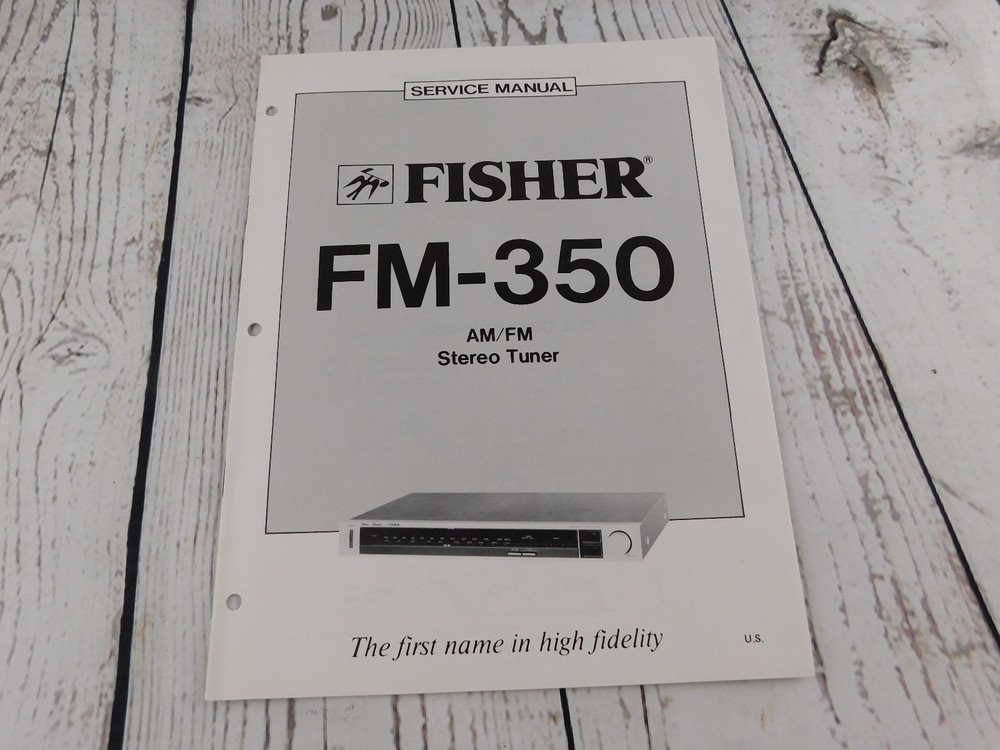 SERVICE MANUAL
FISHER®
FM-350
AM/FM
Stereo Tuner
The first name in high fidelity
U.S.